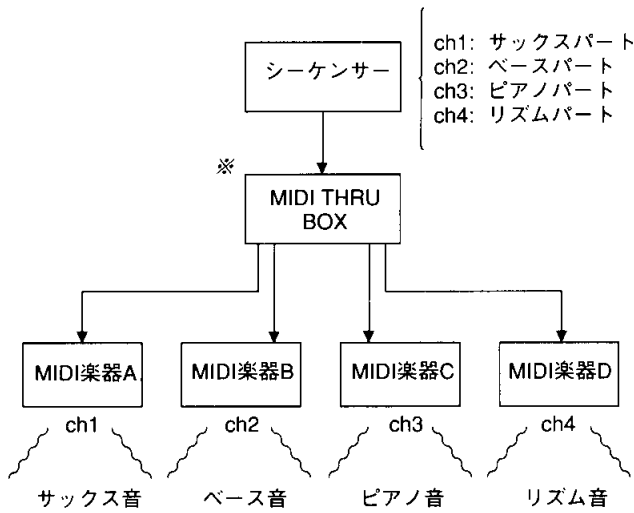 シーケンサー
ch1: サックスパート
ch2: ベースパート
ch3: ピアノパート
ch4: リズムパート
※
MIDI THRU
BOX
MIDI楽器A
MIDI楽器B
MIDI楽器C
MIDI楽器D
ch1
ch2
ch3
ch4
サックス音
ベース音
ピアノ音
リズム音